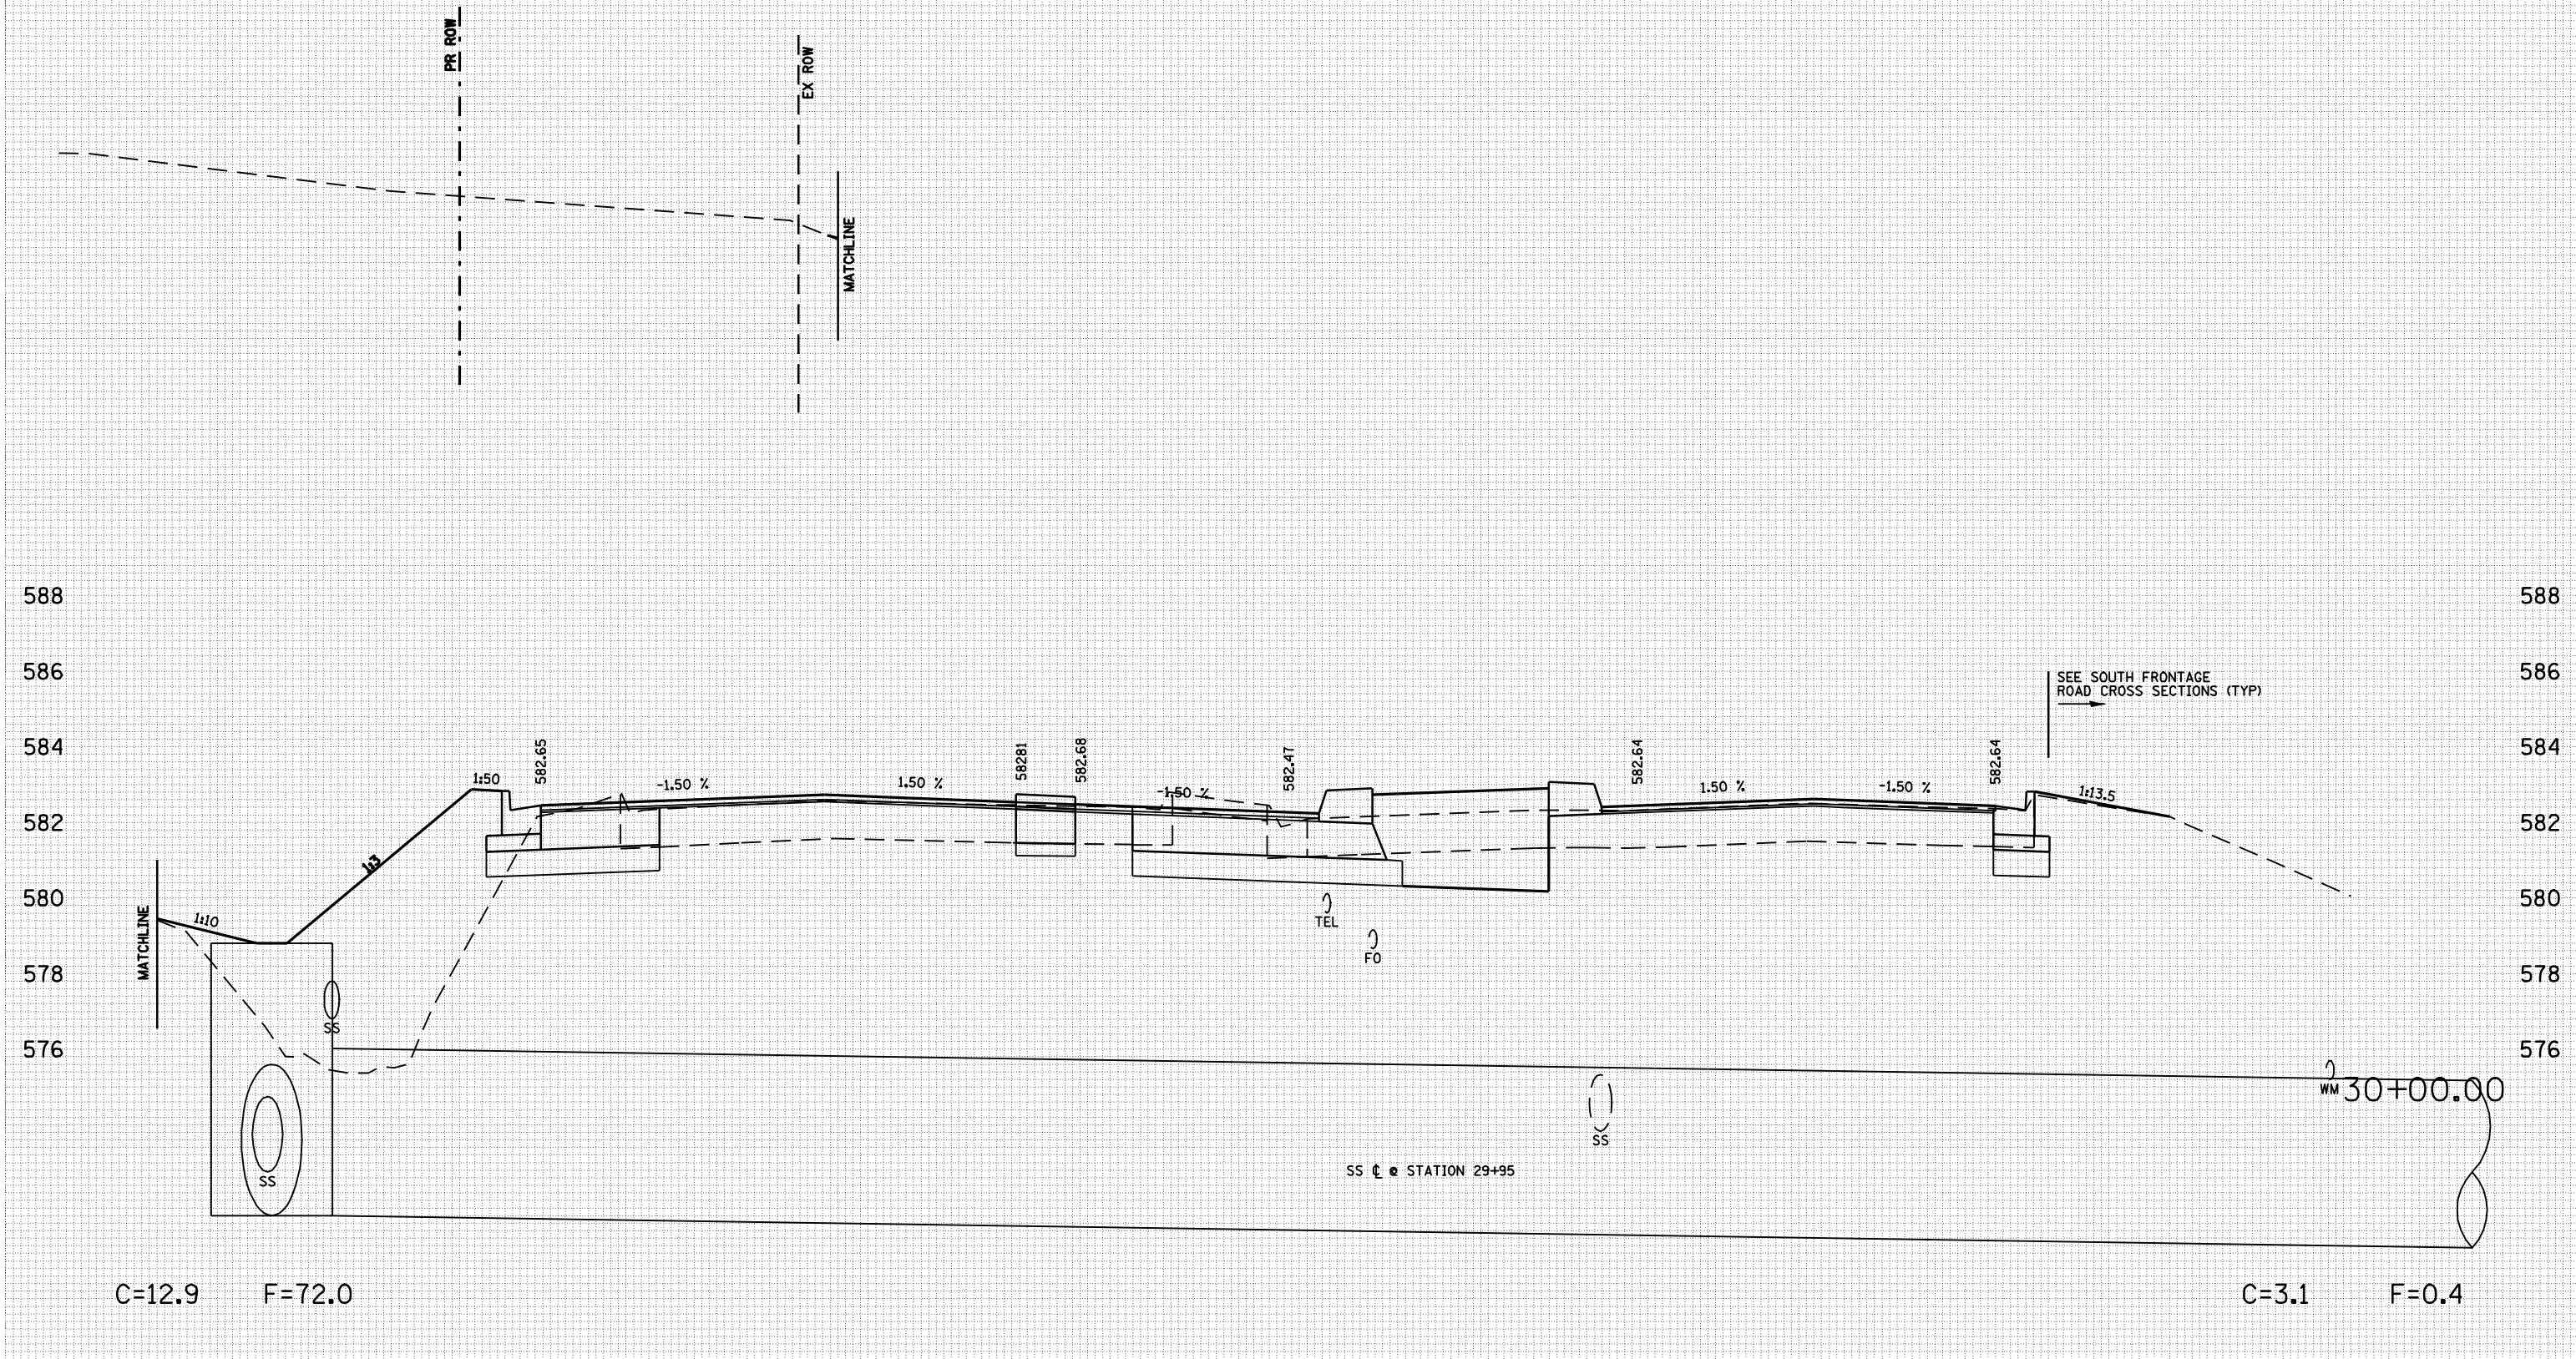 PR ROW
EX ROW
MATCHLINE
588
588
586
586
SEE SOUTH FRONTAGE
ROAD CROSS SECTIONS (TYP)
584
584
582.65
58281
582.68
582.47
582.64
582.64
1:50
-1.50 %
1.50 %
-1.50 %
1.50 %
-1.50 %
1:13.5
582
582
1:3
580
580
1:10
MATCHLINE
TEL
FO
578
578
SS
576
576
WM
30+00.00
SS
SS ℄ @ STATION 29+95
SS
C=12.9 F=72.0
C=3.1 F=0.4